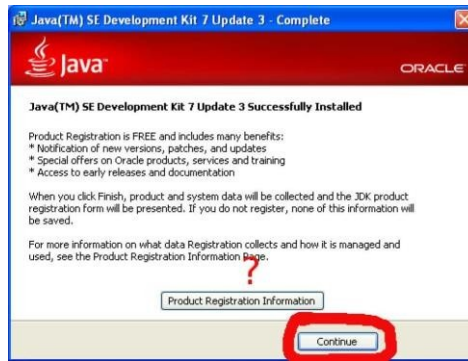 Java(TM) SE Development Kit 7 Update 3 - Complete
Java
ORACLE
Java(TM) SE Development Kit 7 Update 3 Successfully Installed
Product Registration is FREE and includes many benefits:
* Notification of new versions, patches, and updates
* Special offers on Oracle products, services and training
* Access to early releases and documentation
When you click Finish, product and system data will be collected and the JDK product
registration form will be presented. If you do not register, none of this information will
be saved.
For more information on what data Registration collects and how it is managed and
used, see the Product Registration Information Page.
?
Product Registration Information
Continue